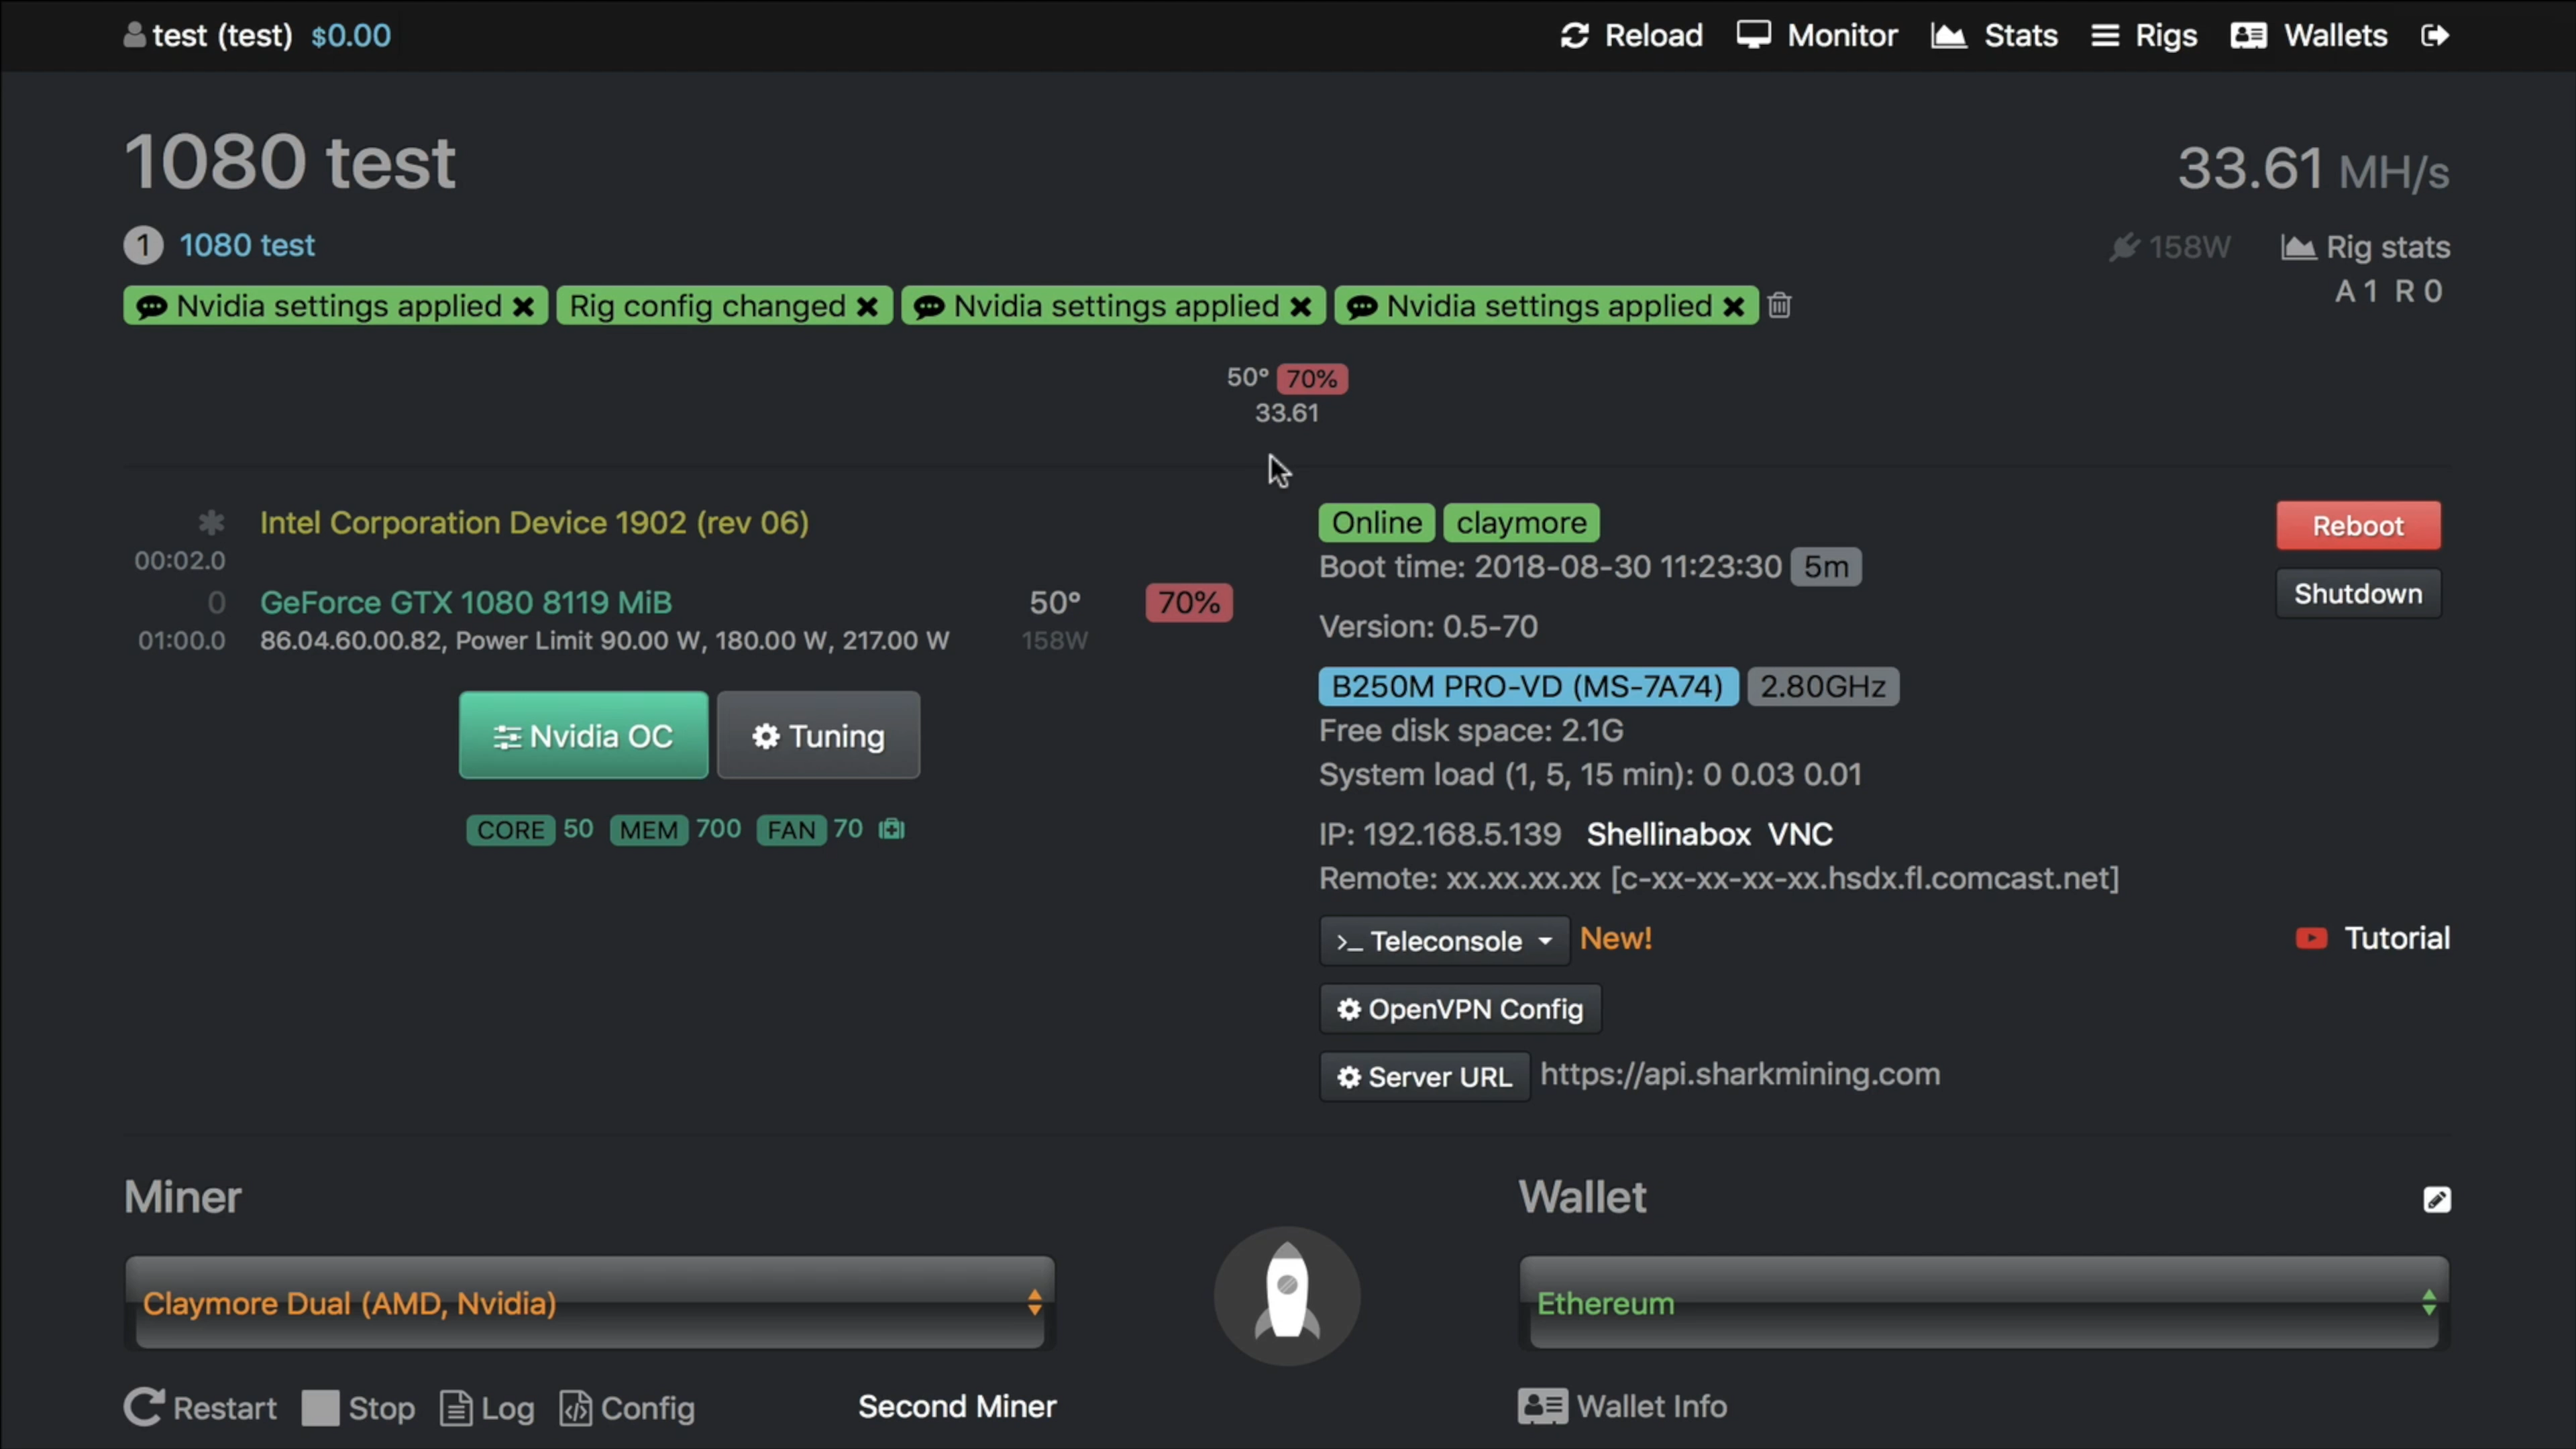 test (test) $0.00 Reload Monitor Stats Rigs Wallets
1080 test
33.61 MH/s
1 1080 test
158W Rig stats
A 1 R 0
Nvidia settings applied Rig config changed Nvidia settings applied Nvidia settings applied
50° 70%
33.61
Intel Corporation Device 1902 (rev 06)
00:02.0
0 GeForce GTX 1080 8119 MiB 50° 70%
01:00.0 86.04.60.00.82, Power Limit 90.00 W, 180.00 W, 217.00 W 158W
Nvidia OC Tuning
CORE 50 MEM 700 FAN 70
Online claymore
Reboot
Boot time: 2018-08-30 11:23:30 5m
Shutdown
Version: 0.5-70
B250M PRO-VD (MS-7A74) 2.80GHz
Free disk space: 2.1G
System load (1, 5, 15 min): 0 0.03 0.01
IP: 192.168.5.139 Shellinabox VNC
Remote: xx.xx.xx.xx [c-xx-xx-xx-xx.hsdx.fl.comcast.net]
>_ Teleconsole New! Tutorial
OpenVPN Config
Server URL https://api.sharkmining.com
Miner
Claymore Dual (AMD, Nvidia)
Restart Stop Log Config Second Miner
Wallet
Ethereum
Wallet Info